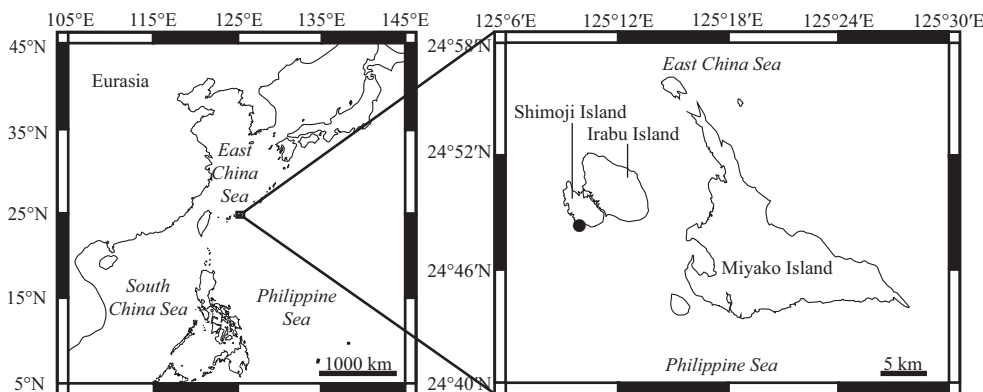 105°E 115°E 125°E 135°E 145°E
45°N
35°N
25°N
15°N
5°N
Eurasia
East
China
Sea
South
China Sea
Philippine
Sea
1000 km
125°6′E 125°12′E 125°18′E 125°24′E 125°30′E
24°58′N
24°52′N
24°46′N
24°40′N
East China Sea
Shimoji Island
Irabu Island
Miyako Island
Philippine Sea
5 km